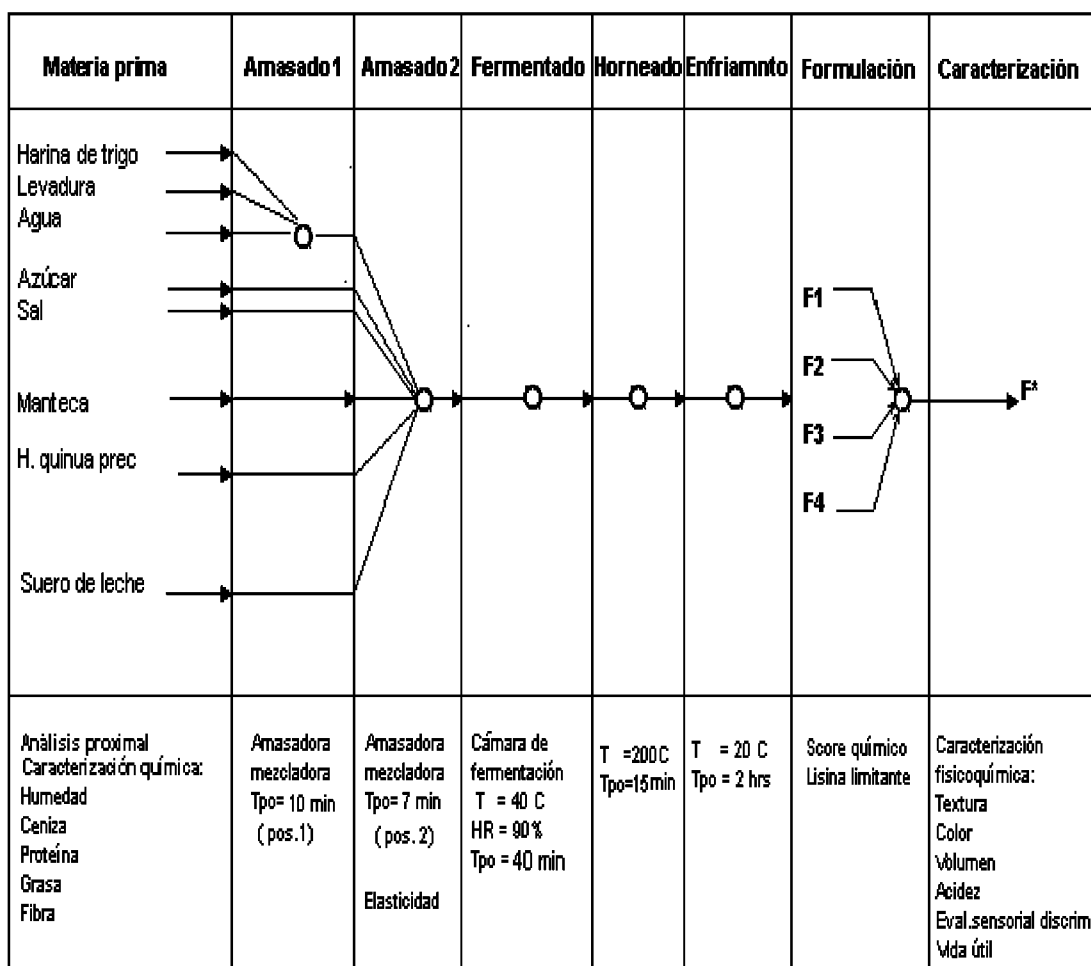 Materia prima
Amasado1
Amasado2
Fermentado
Horneado
Enfriamnto
Formulación
Caracterización
Harina de trigo
Levadura
Agua
Azúcar
Sal
Manteca
H. quinua prec
Suero de leche
F1
F2
F3
F4
F*
Anàlisis proximal
Caracterización química:
Humedad
Ceniza
Proteína
Grasa
Fibra
Amasadora
mezcladora
Tpo= 10 min
( pos.1)
Amasadora
mezcladora
Tpo= 7 min
( pos. 2)
Elasticidad
Cámara de
fermentación
T = 40 C
HR = 90%
Tpo = 40 min
T =200C
Tpo=15min
T = 20 C
Tpo = 2 hrs
Score químico
Lisina limitante
Caracterización
fisicoquímica:
Textura
Color
Volumen
Acidez
Eval.sensorial discrim
Vida útil